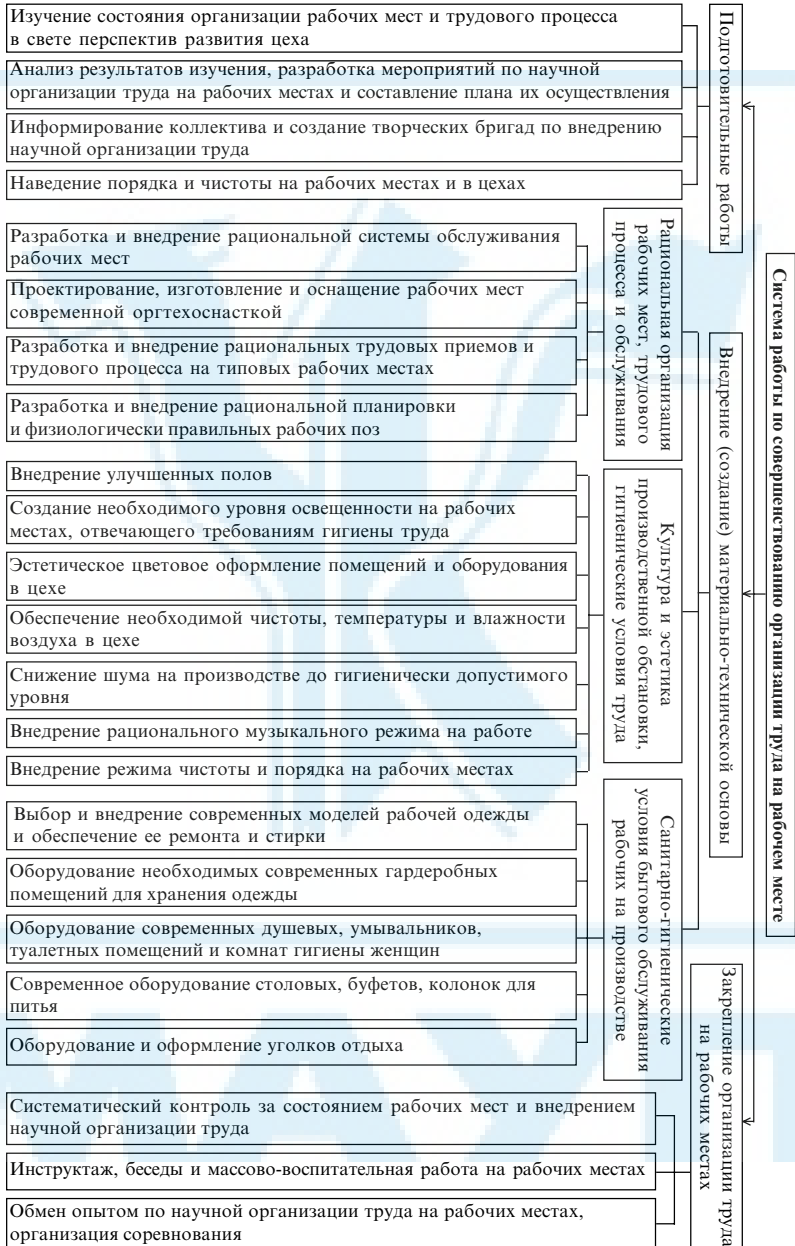 Система работы по совершенствованию организации труда на рабочем месте
Подготовительные работы
Изучение состояния организации рабочих мест и трудового процесса
в свете перспектив развития цеха
Анализ результатов изучения, разработка мероприятий по научной
организации труда на рабочих местах и составление плана их осуществления
Информирование коллектива и создание творческих бригад по внедрению
научной организации труда
Наведение порядка и чистоты на рабочих местах и в цехах
Внедрение (создание) материально-технической основы
Рациональная организация
рабочих мест, трудового
процесса и обслуживания
Разработка и внедрение рациональной системы обслуживания
рабочих мест
Проектирование, изготовление и оснащение рабочих мест
современной оргтехоснасткой
Разработка и внедрение рациональных трудовых приемов и
трудового процесса на типовых рабочих местах
Разработка и внедрение рациональной планировки
и физиологически правильных рабочих поз
Культура и эстетика
производственной обстановки,
гигиенические условия труда
Внедрение улучшенных полов
Создание необходимого уровня освещенности на рабочих
местах, отвечающего требованиям гигиены труда
Эстетическое цветовое оформление помещений и оборудования
в цехе
Обеспечение необходимой чистоты, температуры и влажности
воздуха в цехе
Снижение шума на производстве до гигиенически допустимого
уровня
Внедрение рационального музыкального режима на работе
Внедрение режима чистоты и порядка на рабочих местах
Санитарно-гигиенические
условия бытового обслуживания
рабочих на производстве
Выбор и внедрение современных моделей рабочей одежды
и обеспечение ее ремонта и стирки
Оборудование необходимых современных гардеробных
помещений для хранения одежды
Оборудование современных душевых, умывальников,
туалетных помещений и комнат гигиены женщин
Современное оборудование столовых, буфетов, колонок для
питья
Оборудование и оформление уголков отдыха
Закрепление организации труда
на рабочих местах
Систематический контроль за состоянием рабочих мест и внедрением
научной организации труда
Инструктаж, беседы и массово-воспитательная работа на рабочих местах
Обмен опытом по научной организации труда на рабочих местах,
организация соревнования
МАУП